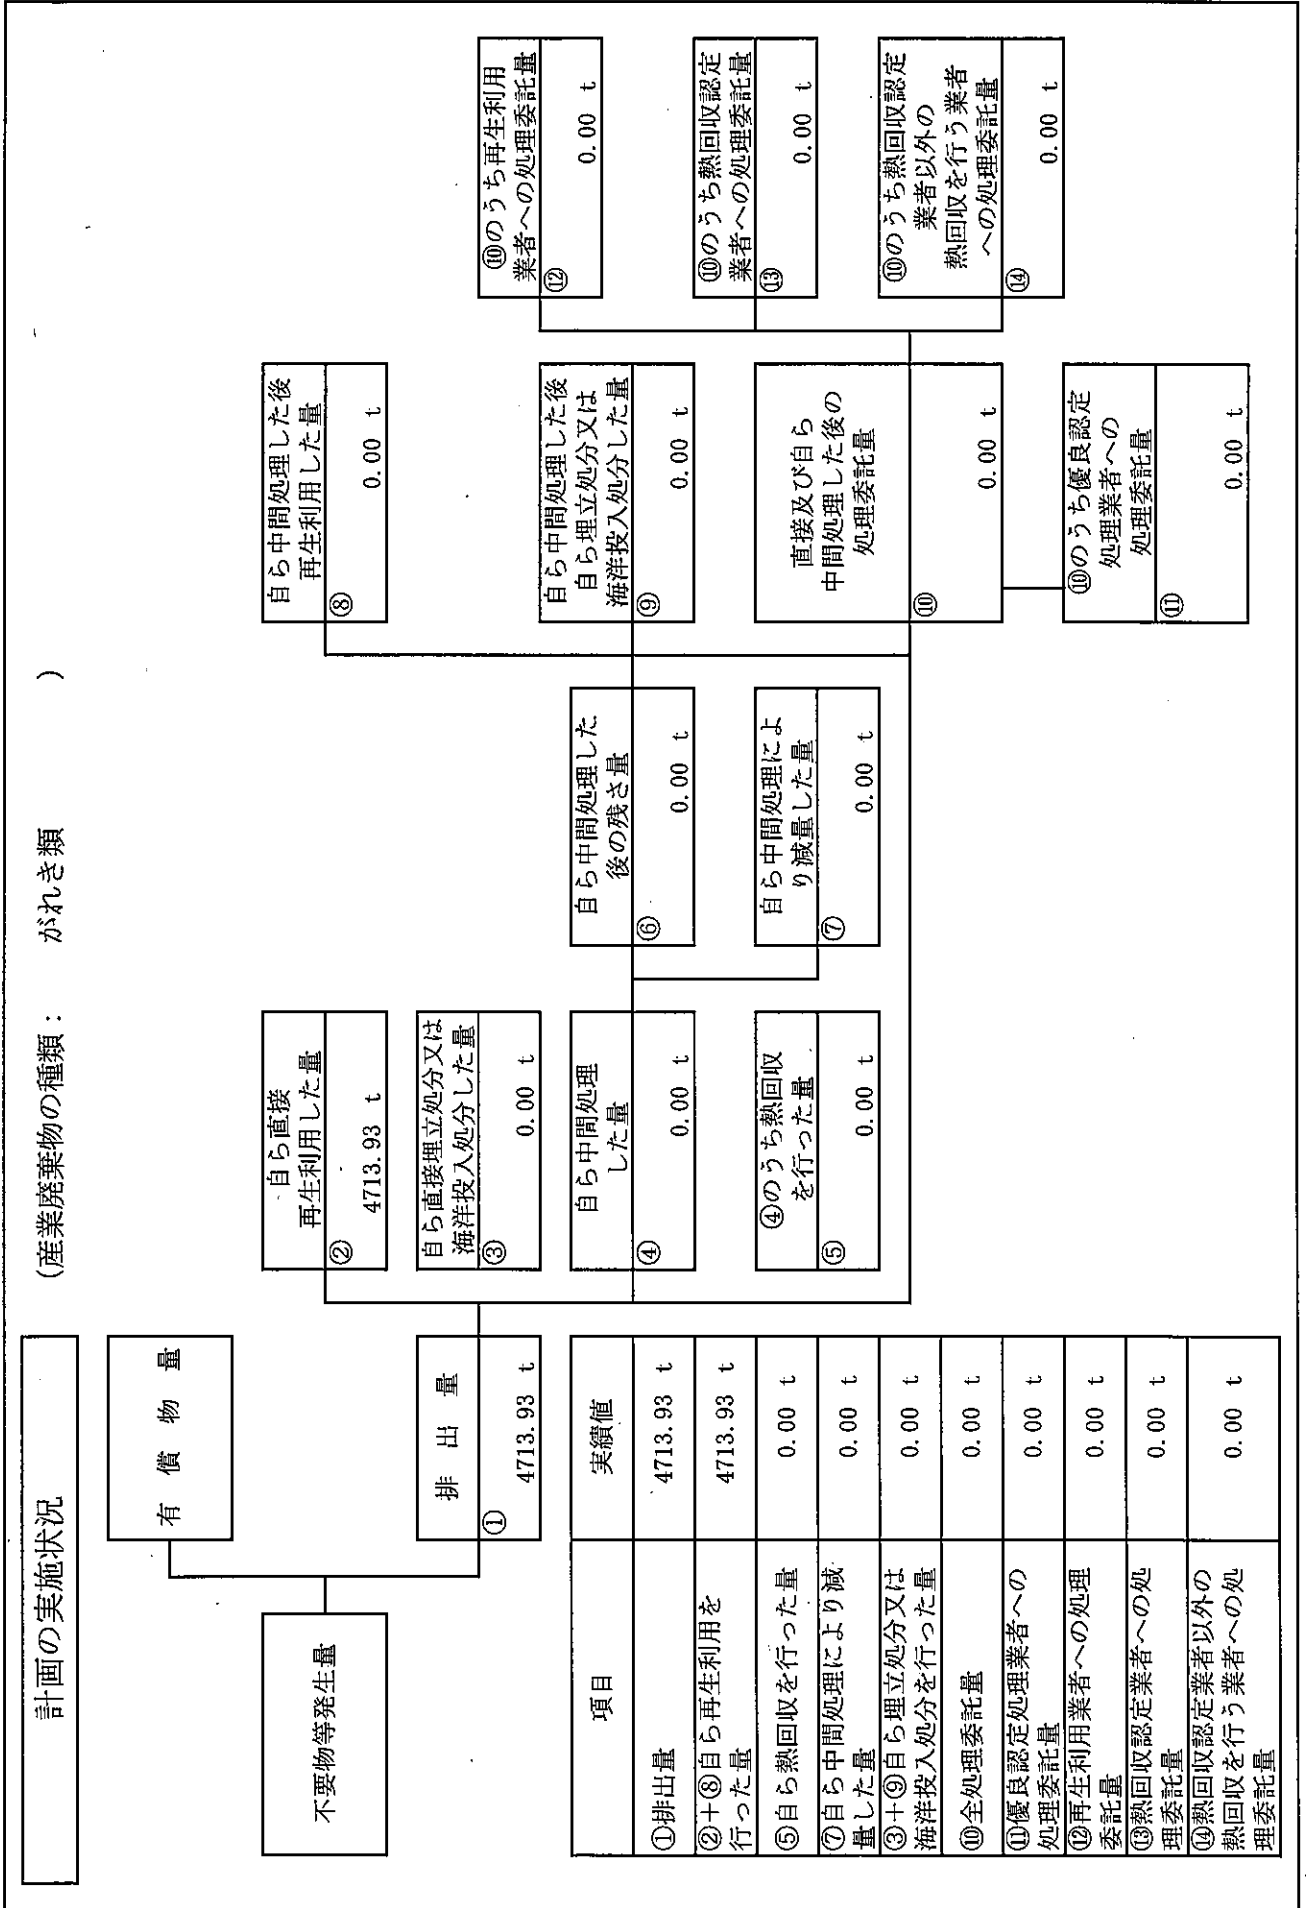 計画の実施状況
(産業廃棄物の種類： がれき類 )
不要物等発生量
有償物量
排出量
① 4713.93 t
自ら直接
再生利用した量
② 4713.93 t
自ら直接埋立処分又は
海洋投入処分した量
③ 0.00 t
自ら中間処理
した量
④ 0.00 t
④のうち熱回収
を行った量
⑤ 0.00 t
自ら中間処理した
後の残さ量
⑥ 0.00 t
自ら中間処理によ
り減量した量
⑦ 0.00 t
自ら中間処理した後
再生利用した量
⑧ 0.00 t
自ら中間処理した後
自ら埋立処分又は
海洋投入処分した量
⑨ 0.00 t
直接及び自ら
中間処理した後の
処理委託量
⑩ 0.00 t
⑩のうち優良認定
処理業者への
処理委託量
⑪ 0.00 t
⑩のうち再生利用
業者への処理委託量
⑫ 0.00 t
⑩のうち熱回収認定
業者への処理委託量
⑬ 0.00 t
⑩のうち熱回収認定
業者以外の
熱回収を行う業者
への処理委託量
⑭ 0.00 t
項目 実績値
①排出量 4713.93 t
②＋⑧自ら再生利用を
行った量 4713.93 t
⑤自ら熱回収を行った量 0.00 t
⑦自ら中間処理により減
量した量 0.00 t
③＋⑨自ら埋立処分又は
海洋投入処分を行った量 0.00 t
⑩全処理委託量 0.00 t
⑪優良認定処理業者への
処理委託量 0.00 t
⑫再生利用業者への処理
委託量 0.00 t
⑬熱回収認定業者への処
理委託量 0.00 t
⑭熱回収認定業者以外の
熱回収を行う業者への処
理委託量 0.00 t